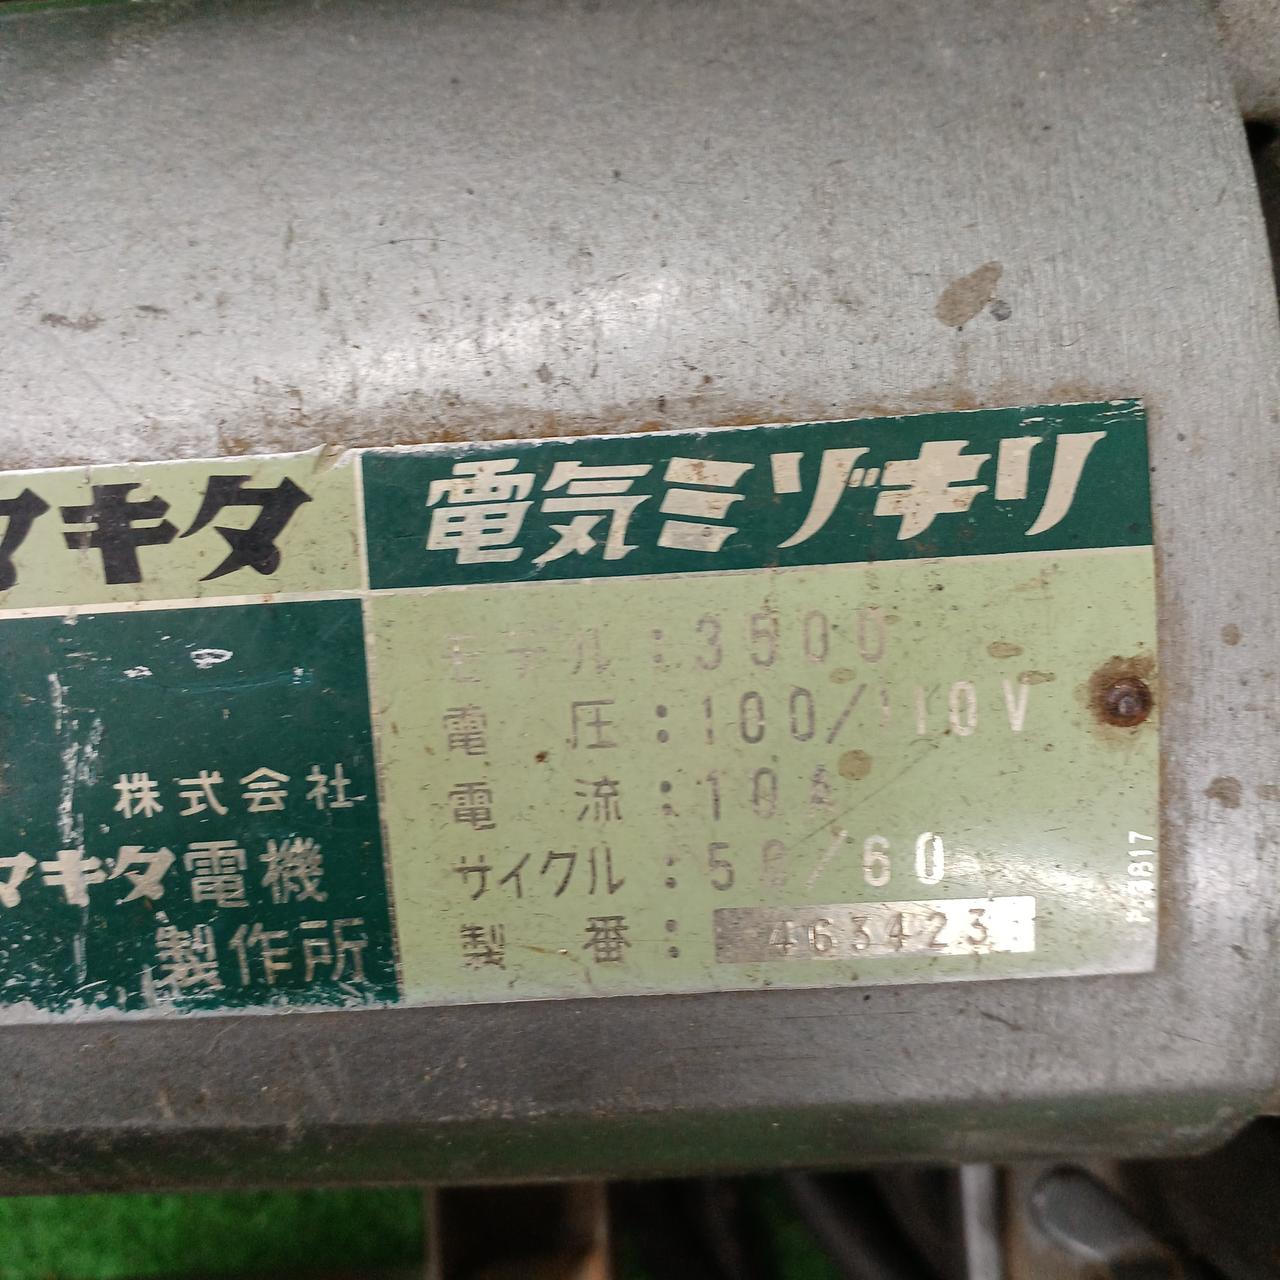 マキタ
電気ミゾキリ
モデル:3500
電 圧:100/110V
電 流:10A
サイクル:50/60
製 番:463423
株式会社
マキタ電機
製作所